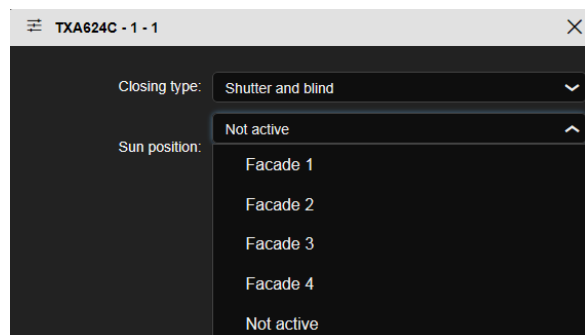 TXA624C - 1 - 1
Closing type: Shutter and blind
Not active
Sun position:
Facade 1
Facade 2
Facade 3
Facade 4
Not active